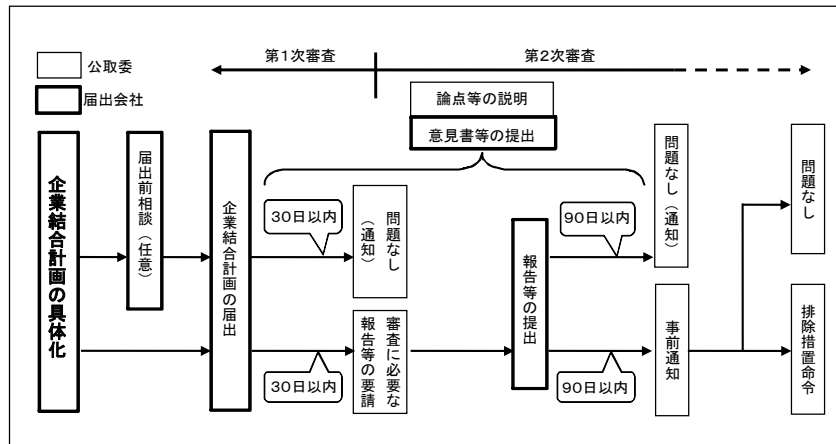 公取委
届出会社
第1次審査
第2次審査
論点等の説明
意見書等の提出
企業結合計画の具体化
届出前相談(任意)
企業結合計画の届出
30日以内
問題なし
(通知)
30日以内
審査に必要な
報告等の要請
報告等の提出
90日以内
問題なし(通知)
90日以内
事前通知
問題なし
排除措置命令